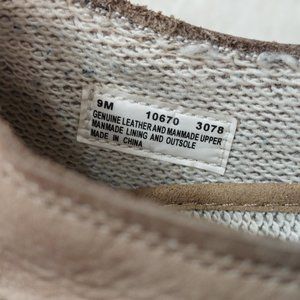 9M 10670 3078
GENUINE LEATHER AND MANMADE UPPER
MANMADE LINING AND OUTSOLE
MADE IN CHINA